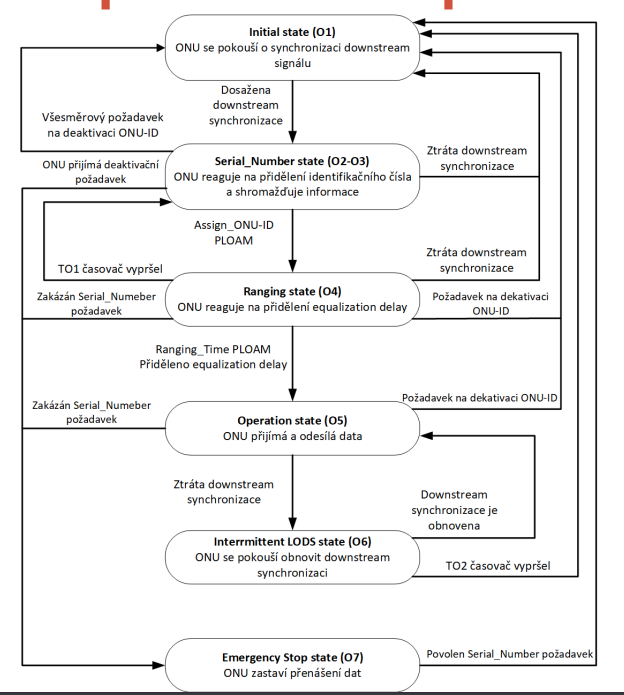 Initial state (O1)
ONU se pokouší o synchronizaci downstream
signálu
Dosažena
downstream
synchronizace
Všesměrový požadavek
na deaktivaci ONU-ID
ONU přijímá deaktivační
požadavek
Serial_Number state (O2-O3)
ONU reaguje na přidělení identifikačního čísla
a shromažďuje informace
Ztráta downstream
synchronizace
Assign_ONU-ID
PLOAM
Ztráta downstream
synchronizace
TO1 časovač vypršel
Zakázán Serial_Numeber
požadavek
Ranging state (O4)
ONU reaguje na přidělení equalization delay
Požadavek na dekativaci
ONU-ID
Ranging_Time PLOAM
Přiděleno equalization delay
Požadavek na dekativaci ONU-ID
Zakázán Serial_Numeber
požadavek
Operation state (O5)
ONU přijímá a odesílá data
Ztráta downstream
synchronizace
Downstream
synchronizace je
obnovena
Interrmittent LODS state (O6)
ONU se pokouší obnovit downstream
synchronizaci
TO2 časovač vypršel
Emergency Stop state (O7)
ONU zastaví přenášení dat
Povolen Serial_Number požadavek